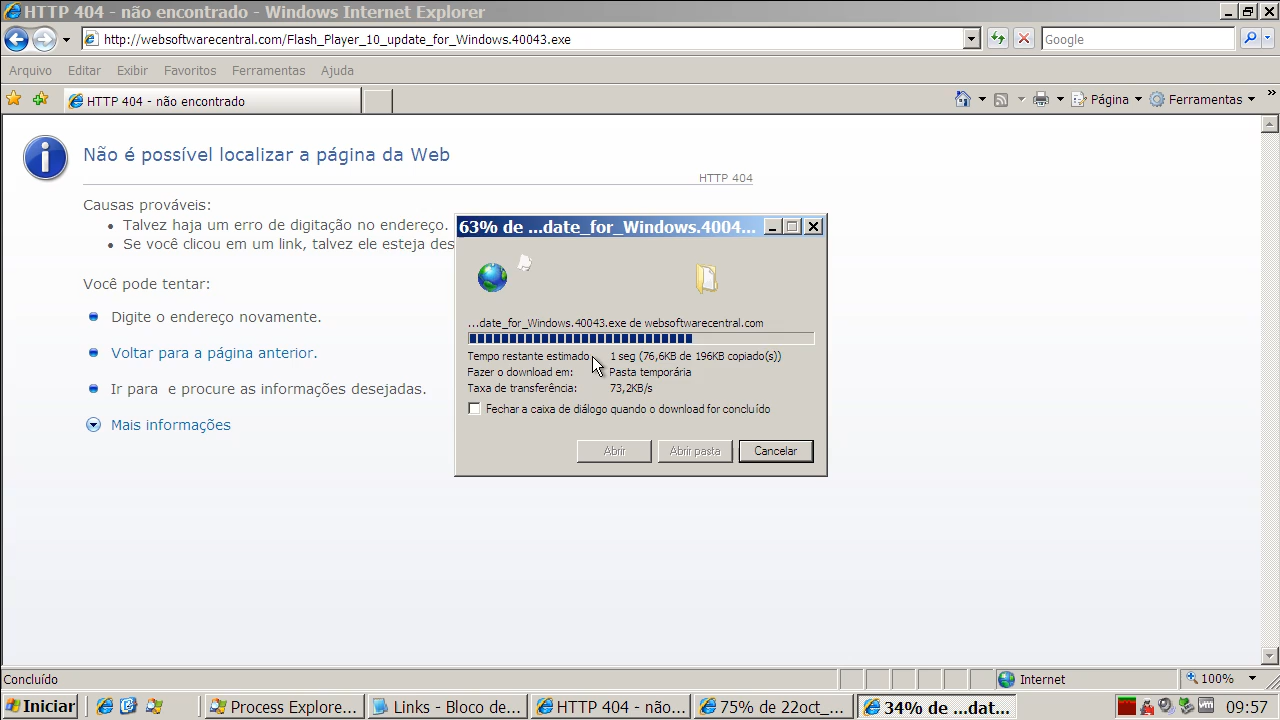 HTTP 404 - não encontrado - Windows Internet Explorer
http://websoftwarecentral.com/Flash_Player_10_update_for_Windows.40043.exe
Google
Arquivo Editar Exibir Favoritos Ferramentas Ajuda
HTTP 404 - não encontrado
Página Ferramentas
Não é possível localizar a página da Web
HTTP 404
Causas prováveis:
Talvez haja um erro de digitação no endereço.
Se você clicou em um link, talvez ele esteja des
Você pode tentar:
Digite o endereço novamente.
Voltar para a página anterior.
Ir para e procure as informações desejadas.
Mais informações
63% de ...date_for_Windows.4004...
...date_for_Windows.40043.exe de websoftwarecentral.com
Tempo restante estimado 1 seg (76,6KB de 196KB copiado(s))
Fazer o download em: Pasta temporária
Taxa de transferência: 73,2KB/s
Fechar a caixa de diálogo quando o download for concluído
Abrir Abrir pasta Cancelar
Concluído
Internet
100%
Iniciar
Process Explore...
Links - Bloco de...
HTTP 404 - não...
75% de 22oct_...
34% de ...dat...
09:57